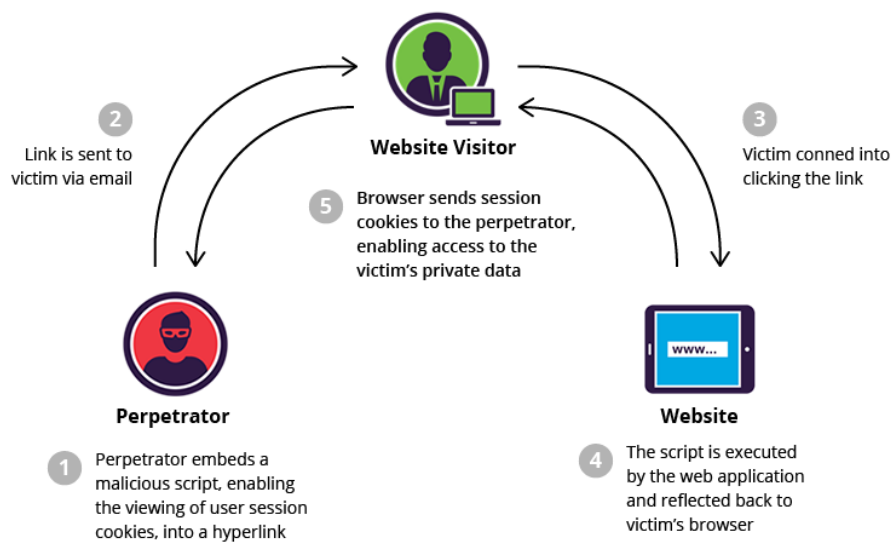 2
Link is sent to
victim via email
Website Visitor
3
Victim conned into
clicking the link
5
Browser sends session
cookies to the perpetrator,
enabling access to the
victim's private data
Perpetrator
1
Perpetrator embeds a
malicious script, enabling
the viewing of user session
cookies, into a hyperlink
www...
Website
4
The script is executed
by the web application
and reflected back to
victim's browser